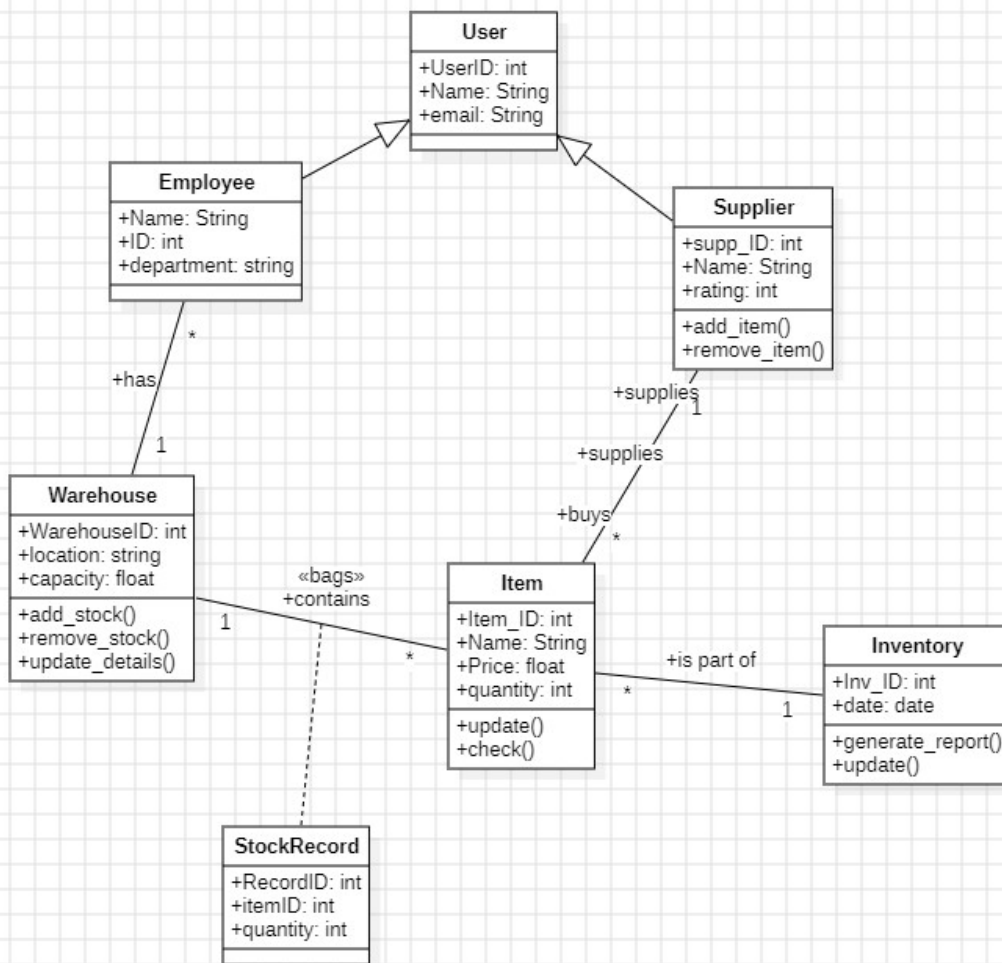 User
+UserID: int
+Name: String
+email: String
Employee
+Name: String
+ID: int
+department: string
Supplier
+supp_ID: int
+Name: String
+rating: int
+add_item()
+remove_item()
*
+has
1
+supplies
1
+supplies
+buys
*
Warehouse
+WarehouseID: int
+location: string
+capacity: float
+add_stock()
+remove_stock()
+update_details()
«bags»
+contains
1
*
Item
+Item_ID: int
+Name: String
+Price: float
+quantity: int
+update()
+check()
+is part of
*
1
Inventory
+Inv_ID: int
+date: date
+generate_report()
+update()
StockRecord
+RecordID: int
+itemID: int
+quantity: int